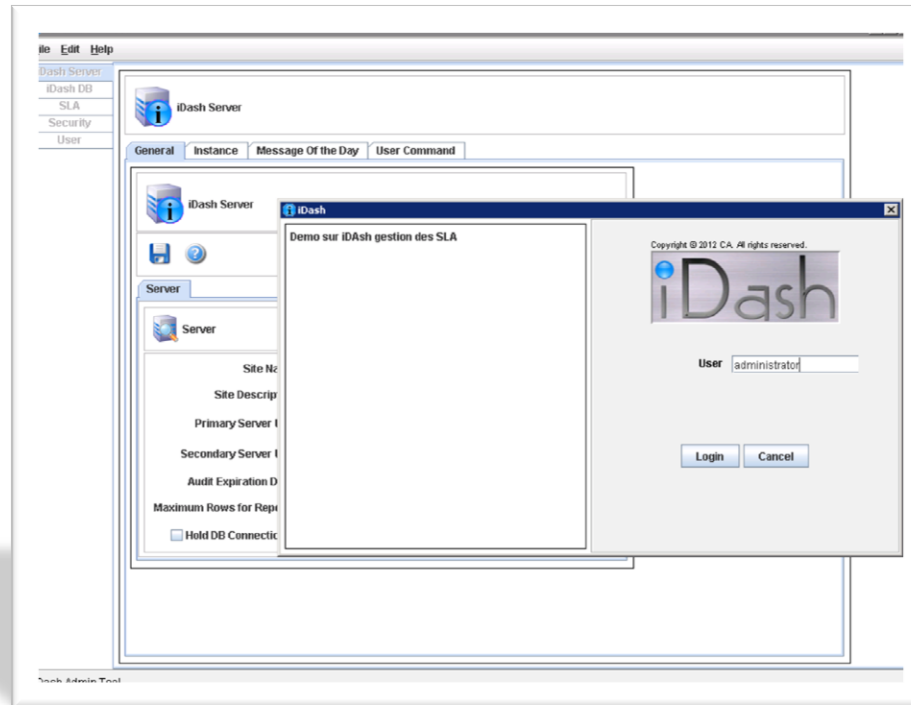 ile Edit Help
Dash Server
iDash DB
SLA
Security
User
iDash Server
General Instance Message Of the Day User Command
iDash Server
Server
Server
Site Na
Site Descrip
Primary Server U
Secondary Server U
Audit Expiration D
Maximum Rows for Repo
Hold DB Connectio
iDash
Demo sur iDAsh gestion des SLA
Copyright © 2012 CA. All rights reserved.
iDash
User administrator
Login Cancel
Dash Admin Tool